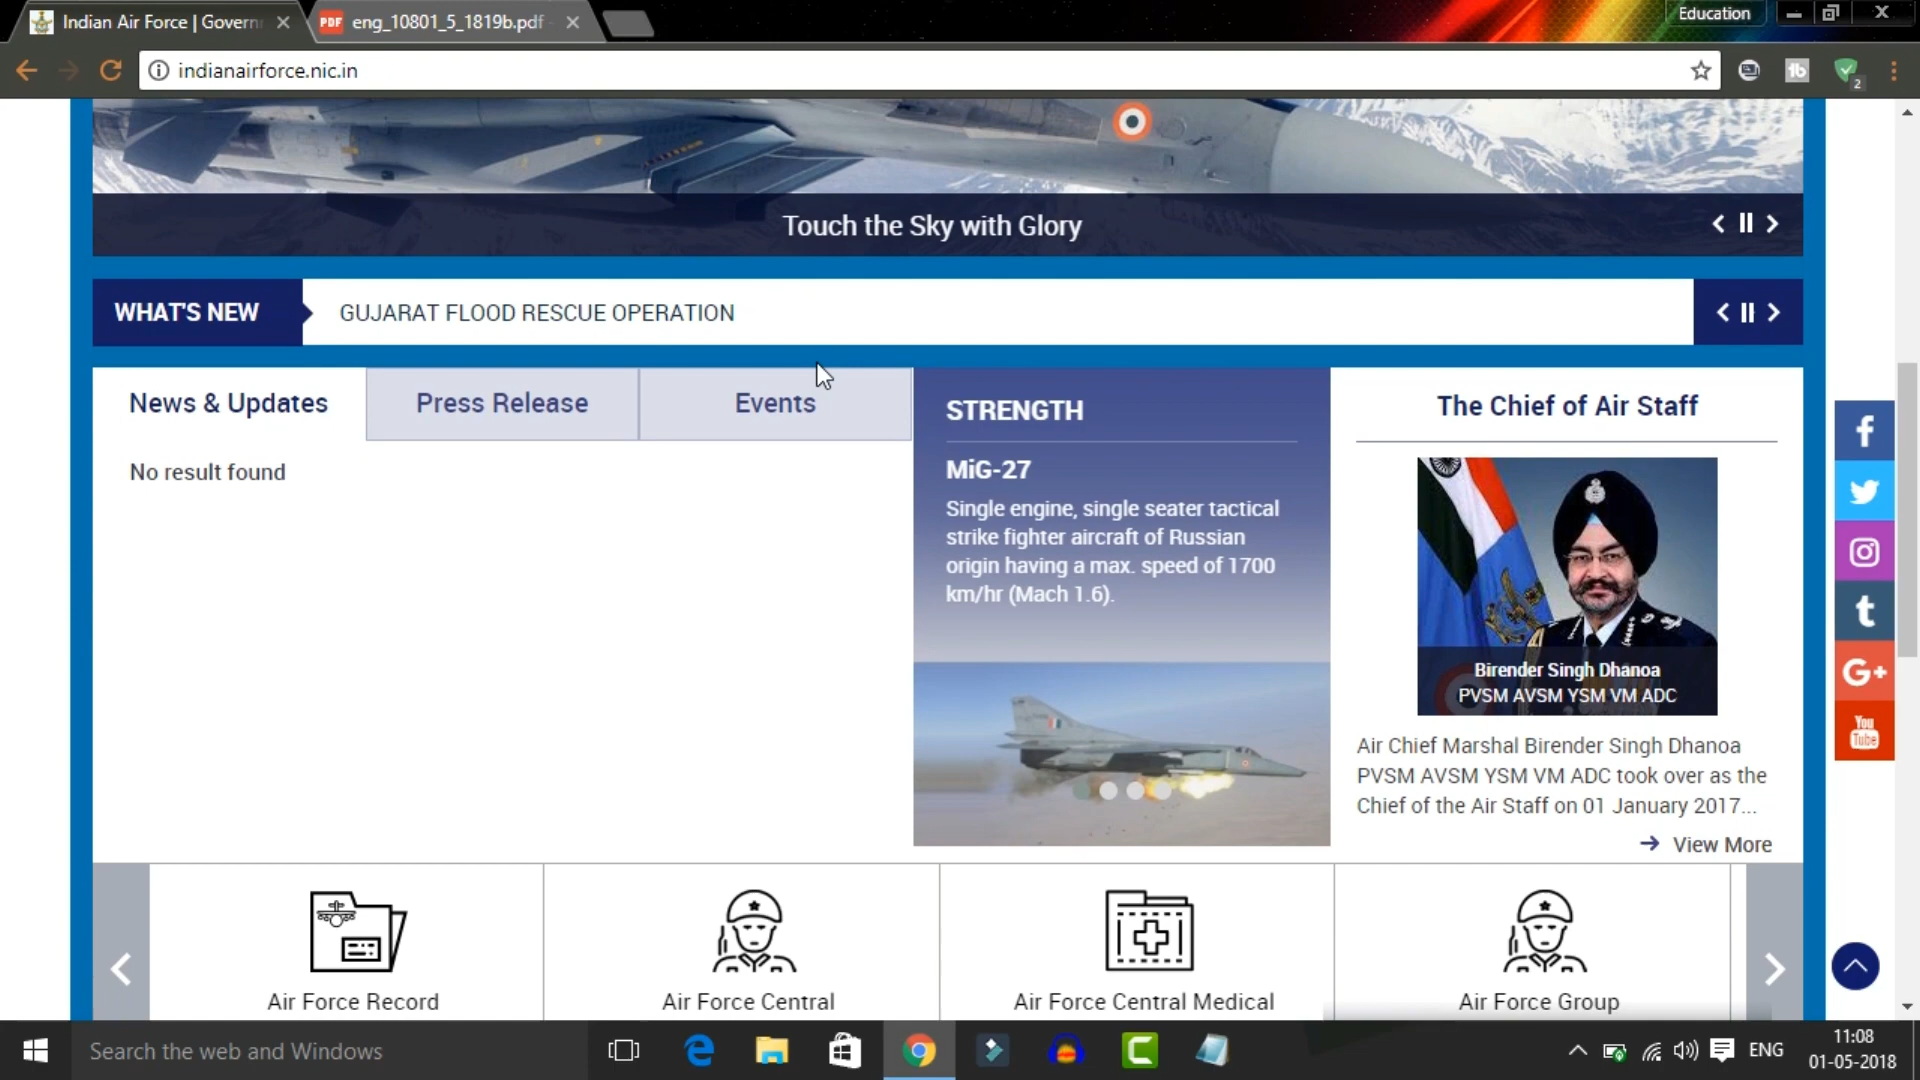 Indian Air Force | Govern
PDF eng_10801_5_1819b.pdf
Education
indianairforce.nic.in
2
Touch the Sky with Glory
WHAT'S NEW
GUJARAT FLOOD RESCUE OPERATION
News & Updates
Press Release
Events
No result found
STRENGTH
MiG-27
Single engine, single seater tactical
strike fighter aircraft of Russian
origin having a max. speed of 1700
km/hr (Mach 1.6).
The Chief of Air Staff
Birender Singh Dhanoa
PVSM AVSM YSM VM ADC
Air Chief Marshal Birender Singh Dhanoa
PVSM AVSM YSM VM ADC took over as the
Chief of the Air Staff on 01 January 2017...
View More
f
t
G+
You
Tube
Air Force Record
Air Force Central
Air Force Central Medical
Air Force Group
Search the web and Windows
ENG
11:08
01-05-2018